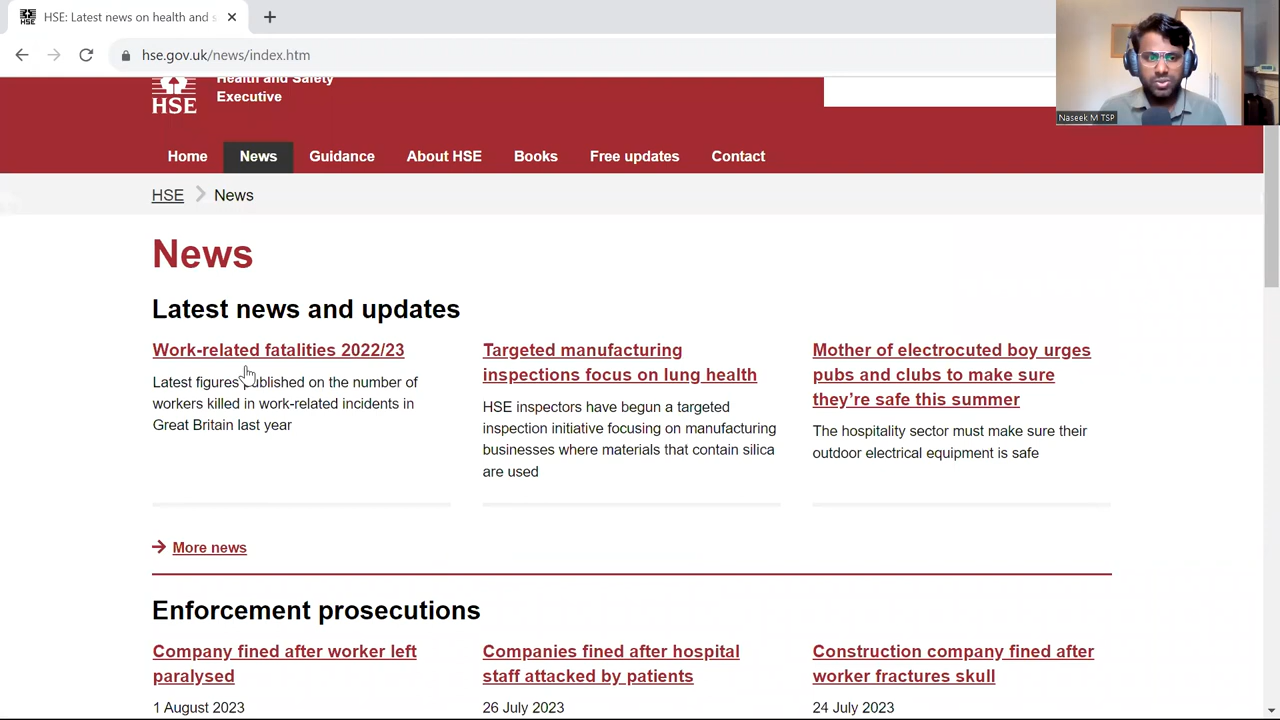 HSE: Latest news on health and s
hse.gov.uk/news/index.htm
Naseek M TSP
HSE
Health and Safety
Executive
Home News Guidance About HSE Books Free updates Contact
HSE News
News
Latest news and updates
Work-related fatalities 2022/23
Latest figures published on the number of
workers killed in work-related incidents in
Great Britain last year
Targeted manufacturing
inspections focus on lung health
HSE inspectors have begun a targeted
inspection initiative focusing on manufacturing
businesses where materials that contain silica
are used
Mother of electrocuted boy urges
pubs and clubs to make sure
they're safe this summer
The hospitality sector must make sure their
outdoor electrical equipment is safe
More news
Enforcement prosecutions
Company fined after worker left
paralysed
1 August 2023
Companies fined after hospital
staff attacked by patients
26 July 2023
Construction company fined after
worker fractures skull
24 July 2023